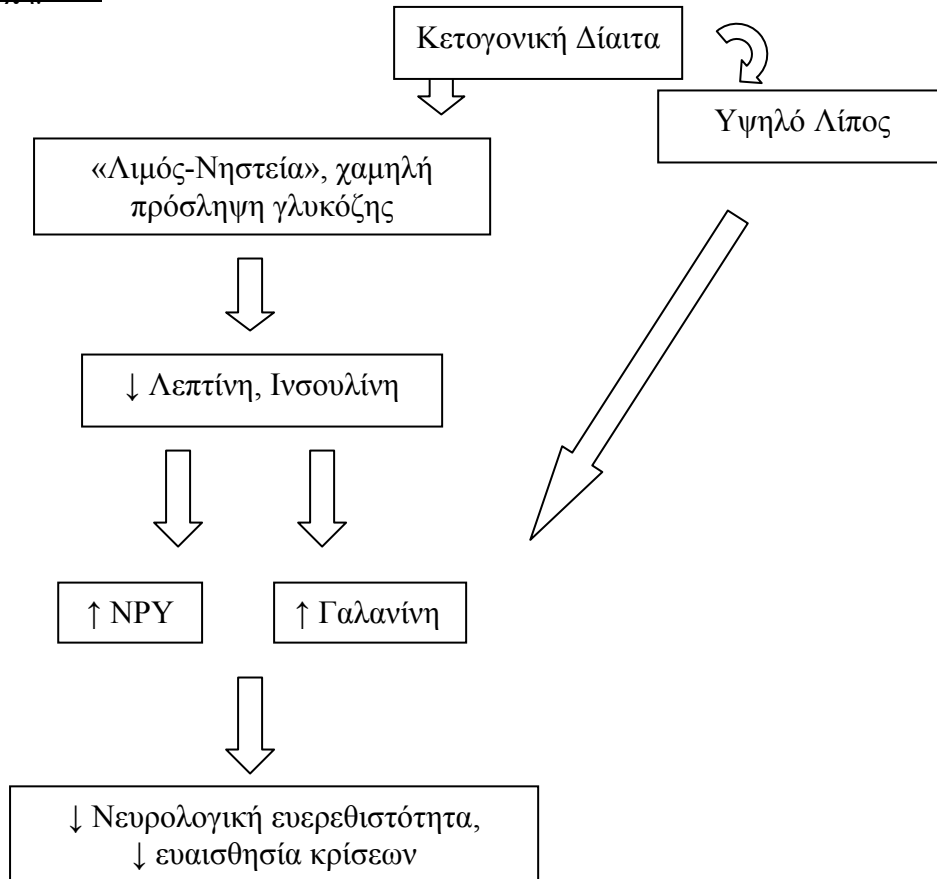 Κετογονική Δίαιτα
Υψηλό Λίπος
«Λιμός-Νηστεία», χαμηλή
πρόσληψη γλυκόζης
↓ Λεπτίνη, Ινσουλίνη
↑ NPY
↑ Γαλανίνη
↓ Νευρολογική ευερεθιστότητα,
↓ ευαισθησία κρίσεων